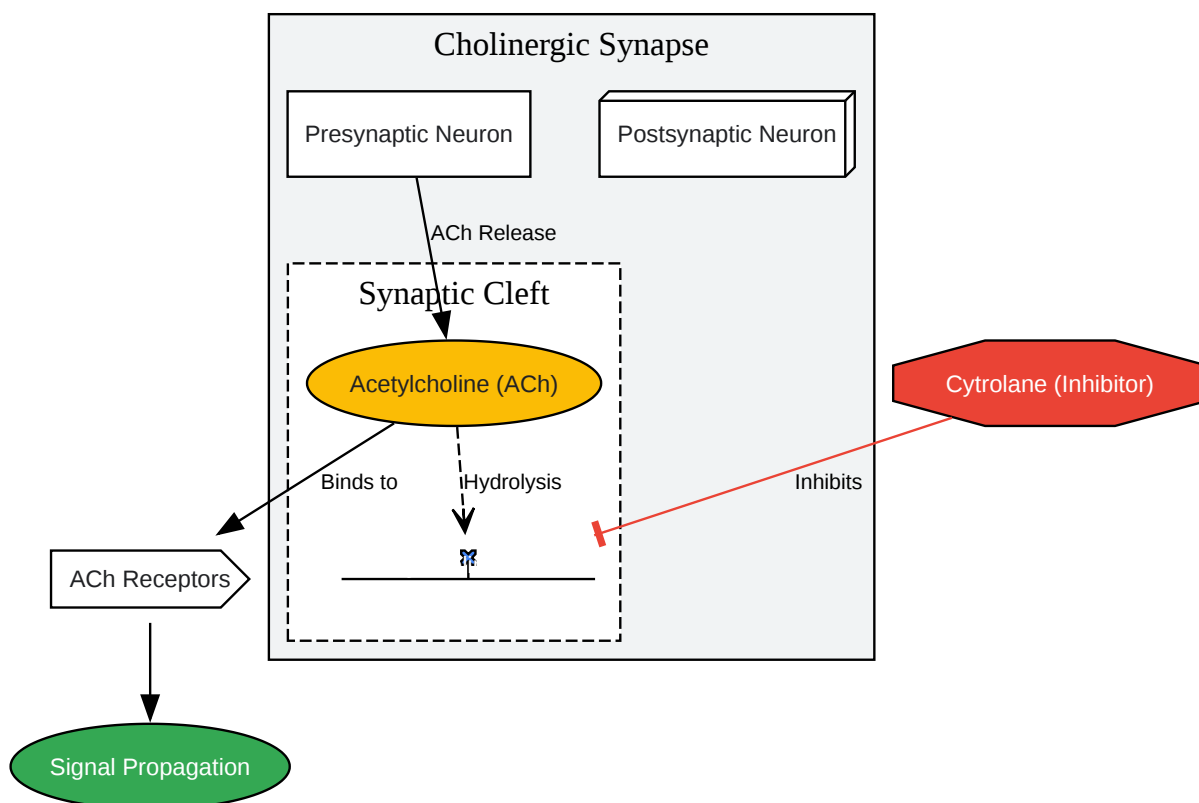 Cholinergic Synapse
Presynaptic Neuron
Postsynaptic Neuron
ACh Release
Synaptic Cleft
Acetylcholine (ACh)
Cytrolane (Inhibitor)
Binds to
Hydrolysis
Inhibits
ACh Receptors
Signal Propagation